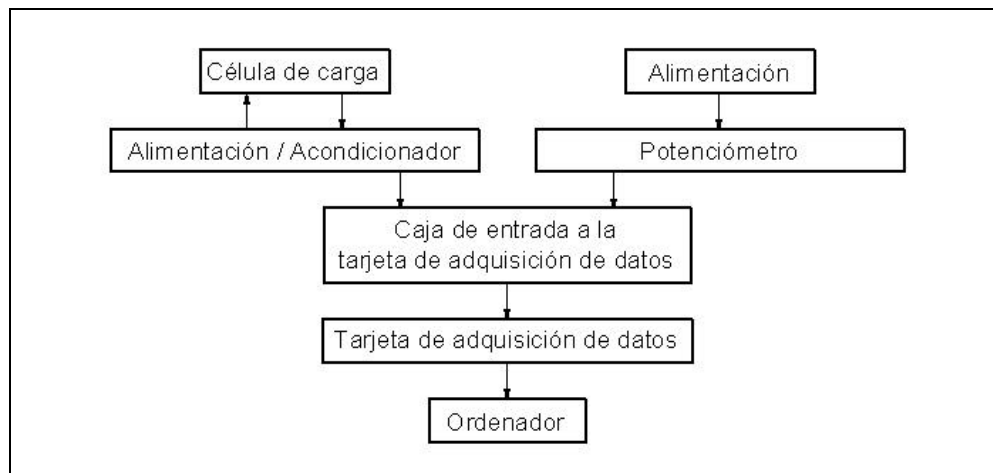 Célula de carga
Alimentación
Alimentación / Acondicionador
Potenciómetro
Caja de entrada a la
tarjeta de adquisición de datos
Tarjeta de adquisición de datos
Ordenador